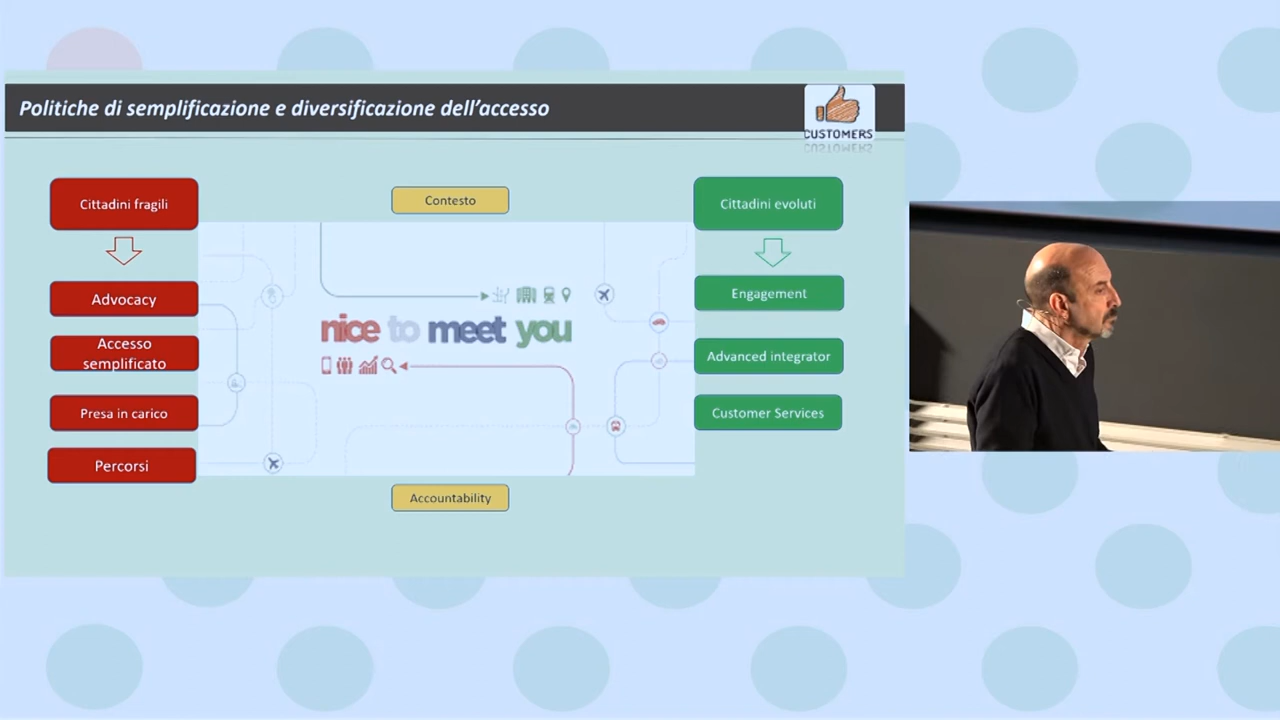 Politiche di semplificazione e diversificazione dell'accesso
CUSTOMERS
Cittadini fragili
Contesto
Cittadini evoluti
Advocacy
Engagement
Accesso
semplificato
nice to meet you
Advanced integrator
Presa in carico
Customer Services
Percorsi
Accountability